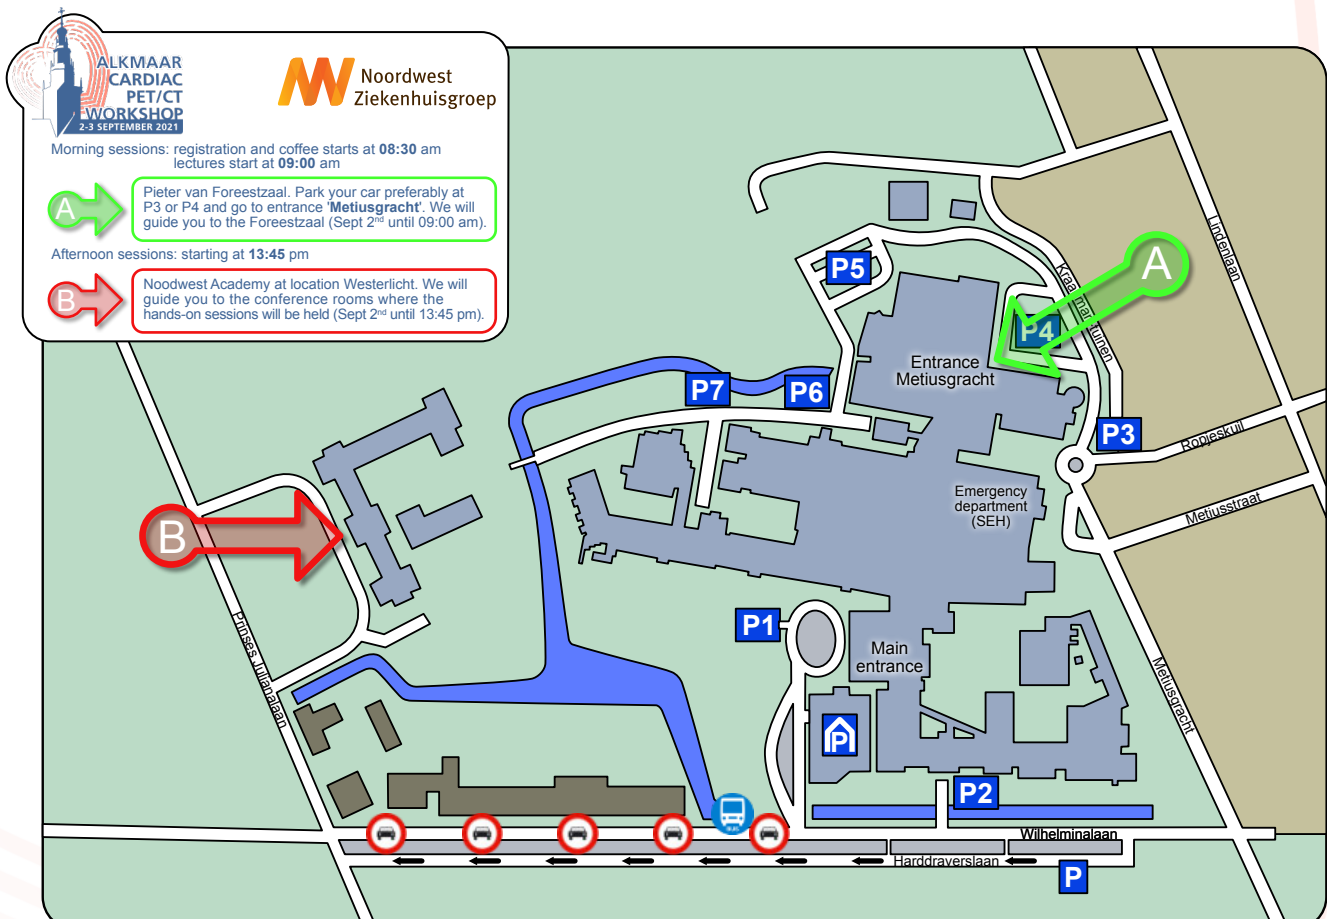 ALKMAAR
CARDIAC
PET/CT
WORKSHOP
2-3 SEPTEMBER 2021
Noordwest
Ziekenhuisgroep
Morning sessions: registration and coffee starts at 08:30 am
lectures start at 09:00 am
A
Pieter van Foreestzaal. Park your car preferably at
P3 or P4 and go to entrance 'Metiusgracht'. We will
guide you to the Foreestzaal (Sept 2nd until 09:00 am).
Afternoon sessions: starting at 13:45 pm
B
Noodwest Academy at location Westerlicht. We will
guide you to the conference rooms where the
hands-on sessions will be held (Sept 2nd until 13:45 pm).
Lindenlaan
A
P5
P4
Entrance
Metiusgracht
P7
P6
P3
Ropjeskuil
Emergency
department
(SEH)
Metiusstraat
B
Prinses Julianalaan
P1
Main
entrance
Metiusgracht
P
P2
BUS
Wilhelminalaan
Harddraverslaan
P